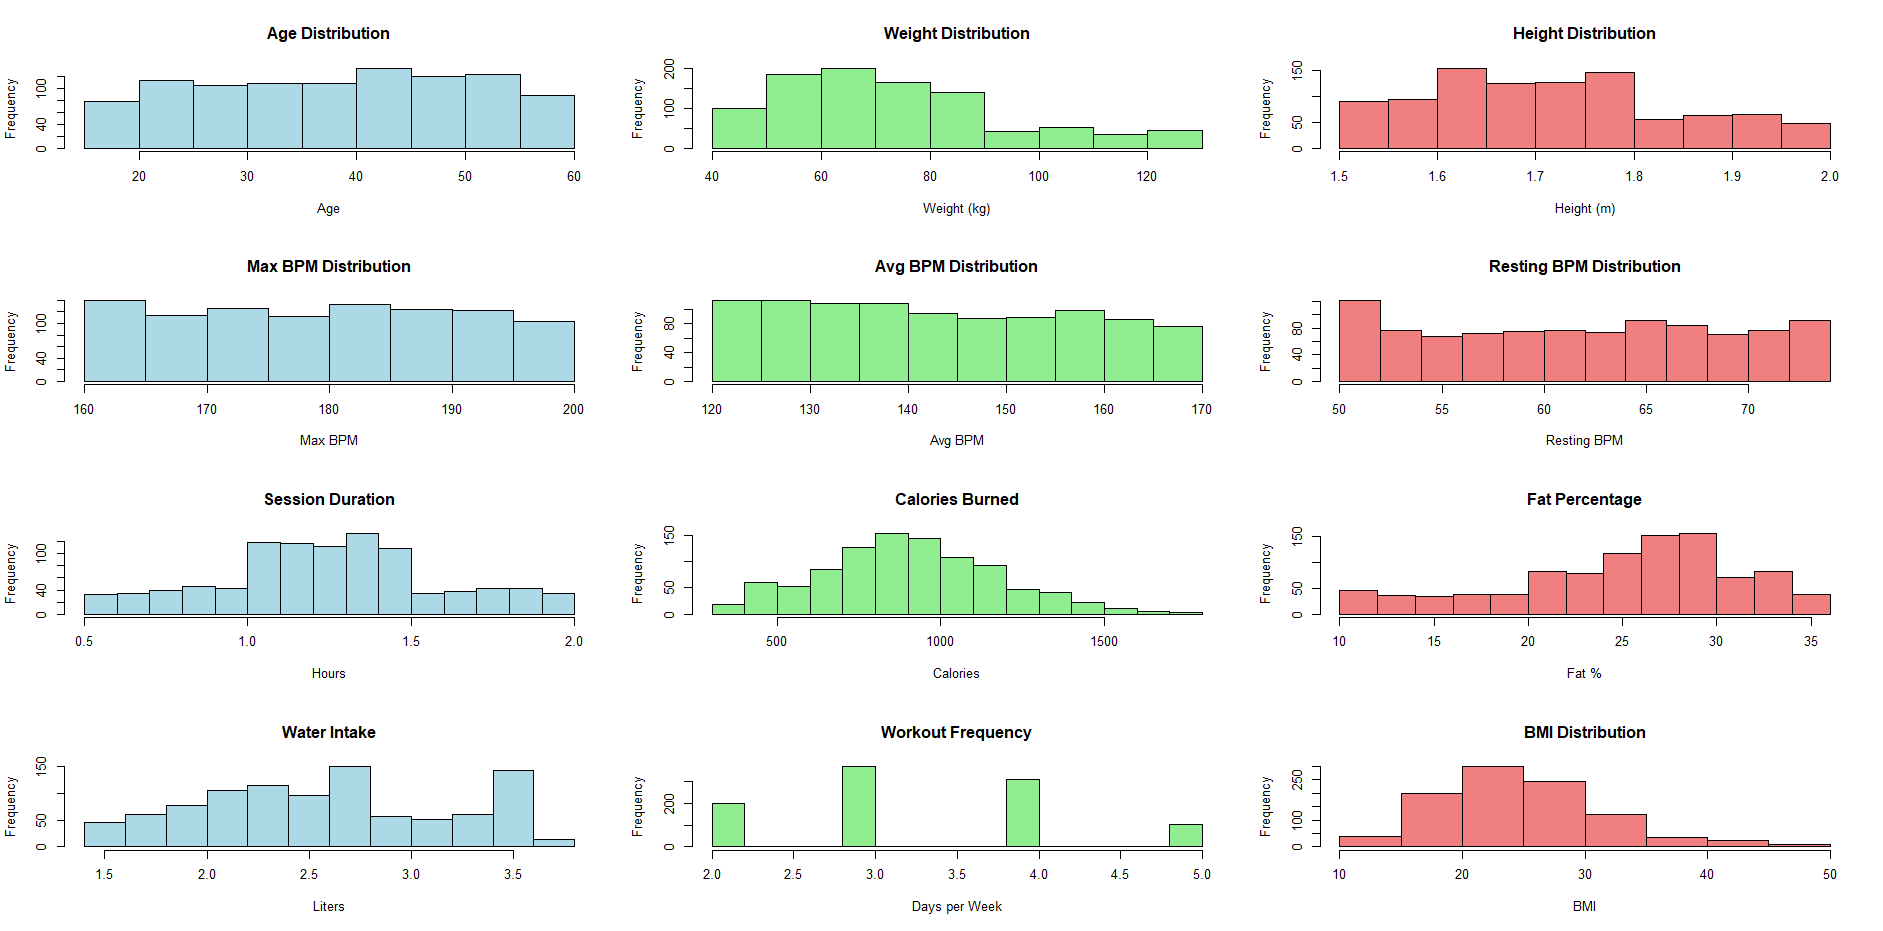 Age Distribution
Frequency
0 40 100
20 30 40 50 60
Age
Weight Distribution
Frequency
0 100 200
40 60 80 100 120
Weight (kg)
Height Distribution
Frequency
0 50 150
1.5 1.6 1.7 1.8 1.9 2.0
Height (m)
Max BPM Distribution
Frequency
0 40 100
160 170 180 190 200
Max BPM
Avg BPM Distribution
Frequency
0 40 80
120 130 140 150 160 170
Avg BPM
Resting BPM Distribution
Frequency
0 40 80
50 55 60 65 70
Resting BPM
Session Duration
Frequency
0 40 100
0.5 1.0 1.5 2.0
Hours
Calories Burned
Frequency
0 50 150
500 1000 1500
Calories
Fat Percentage
Frequency
0 50 150
10 15 20 25 30 35
Fat %
Water Intake
Frequency
0 50 150
1.5 2.0 2.5 3.0 3.5
Liters
Workout Frequency
Frequency
0 200
2.0 2.5 3.0 3.5 4.0 4.5 5.0
Days per Week
BMI Distribution
Frequency
0 100 250
10 20 30 40 50
BMI